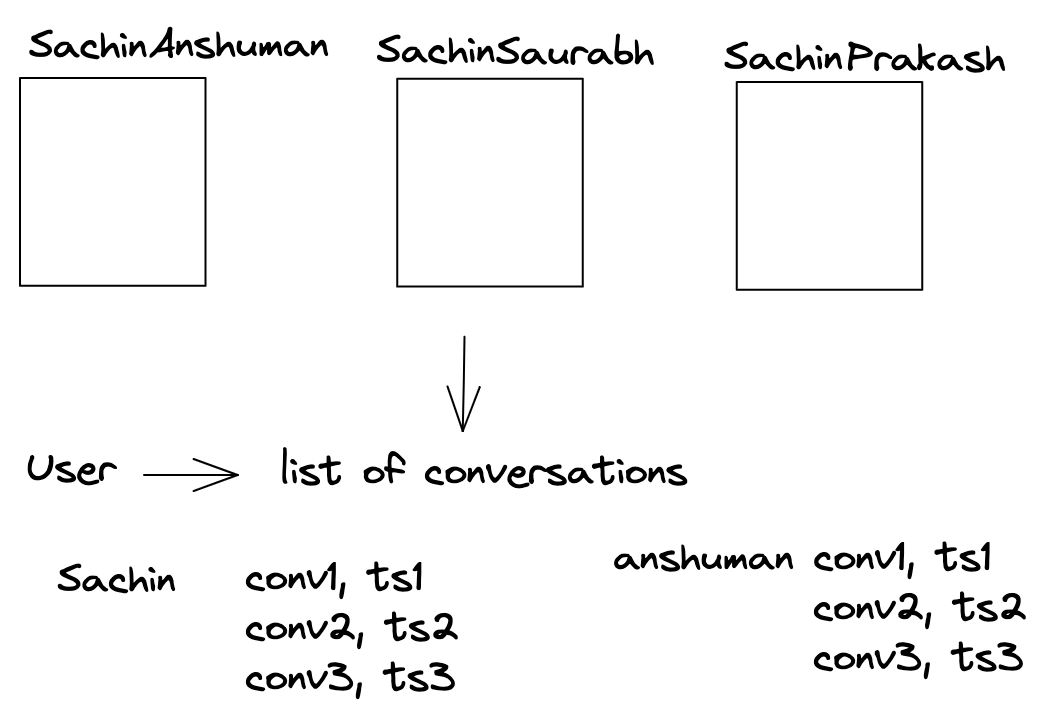 SachinAnshuman
SachinSaurabh
SachinPrakash
User
list of conversations
Sachin
conv1, ts1
conv2, ts2
conv3, ts3
anshuman
conv1, ts1
conv2, ts2
conv3, ts3